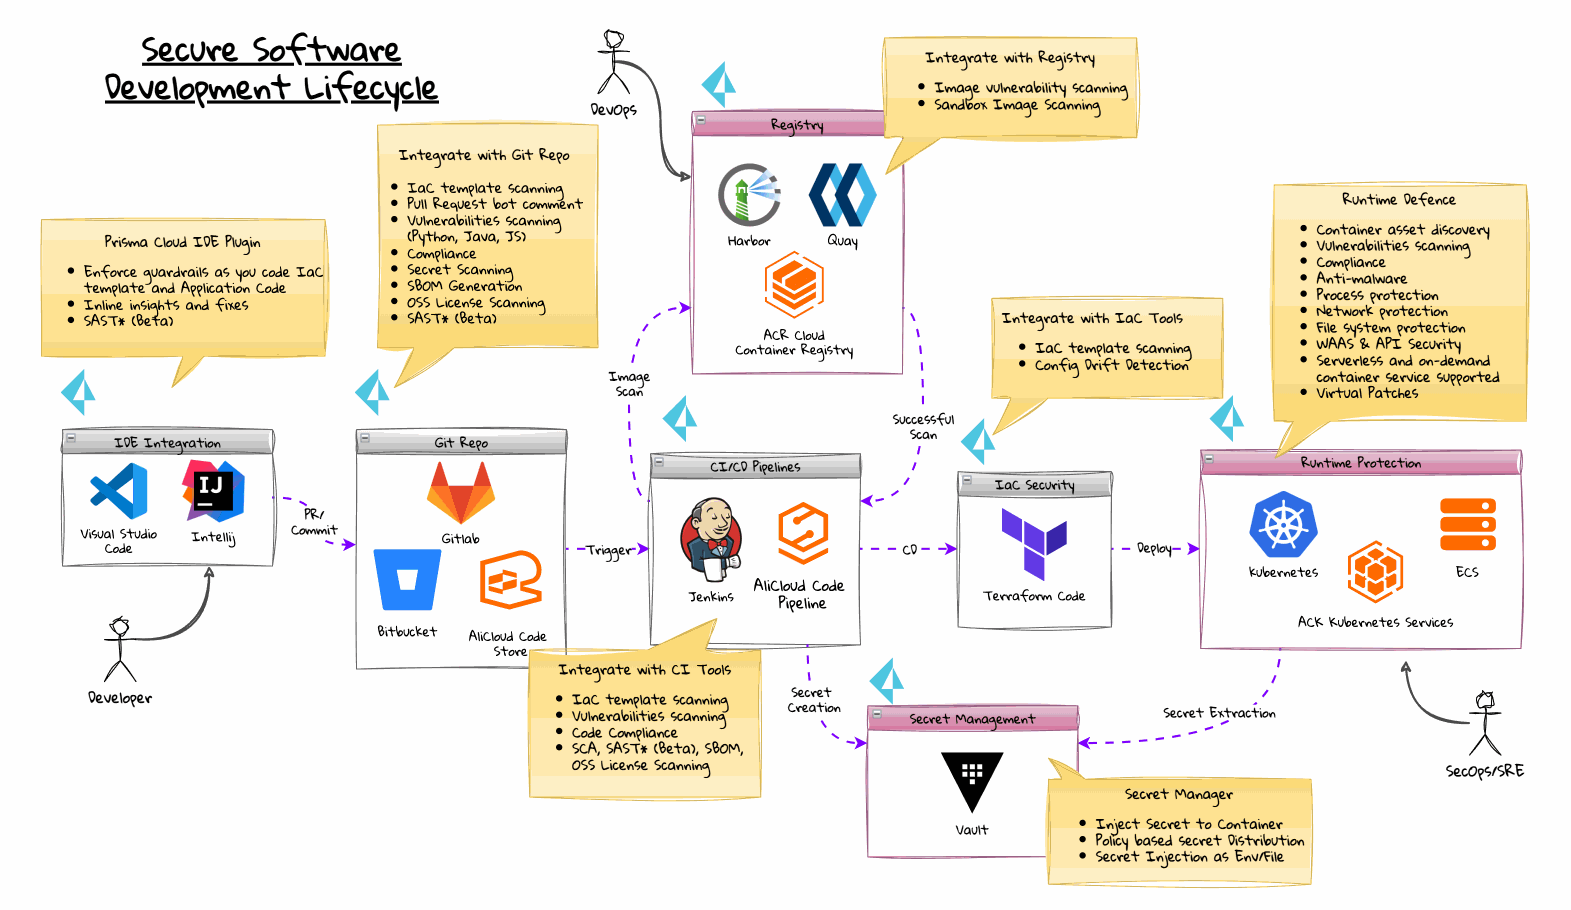 Secure Software
Development Lifecycle
DevOps
Integrate with Registry
Image vulnerability scanning
Sandbox Image Scanning
Registry
Harbor
Quay
ACR Cloud
Container Registry
Integrate with Git Repo
IaC template scanning
Pull Request bot comment
Vulnerabilities scanning
(Python, Java, JS)
Compliance
Secret Scanning
SBOM Generation
OSS License Scanning
SAST* (Beta)
Prisma Cloud IDE Plugin
Enforce guardrails as you code IaC
template and Application Code
Inline insights and fixes
SAST* (Beta)
Runtime Defence
Container asset discovery
Vulnerabilities scanning
Compliance
Anti-malware
Process protection
Network protection
File system protection
WAAS & API Security
Serverless and on-demand
container service supported
Virtual Patches
Integrate with IaC Tools
IaC template scanning
Config Drift Detection
Image
Scan
Successful
Scan
IDE Integration
IJ
Visual Studio
Code
Intellij
PR/
Commit
Git Repo
Gitlab
Bitbucket
AliCloud Code
Store
Trigger
CI/CD Pipelines
Jenkins
AliCloud Code
Pipeline
CD
IaC Security
Terraform Code
Deploy
Runtime Protection
Kubernetes
ECS
ACK Kubernetes Services
Developer
Integrate with CI Tools
IaC template scanning
Vulnerabilities scanning
Code Compliance
SCA, SAST* (Beta), SBOM,
OSS License Scanning
Secret
Creation
Secret Management
Vault
Secret Extraction
SecOps/SRE
Secret Manager
Inject Secret to Container
Policy based secret Distribution
Secret Injection as Env/File